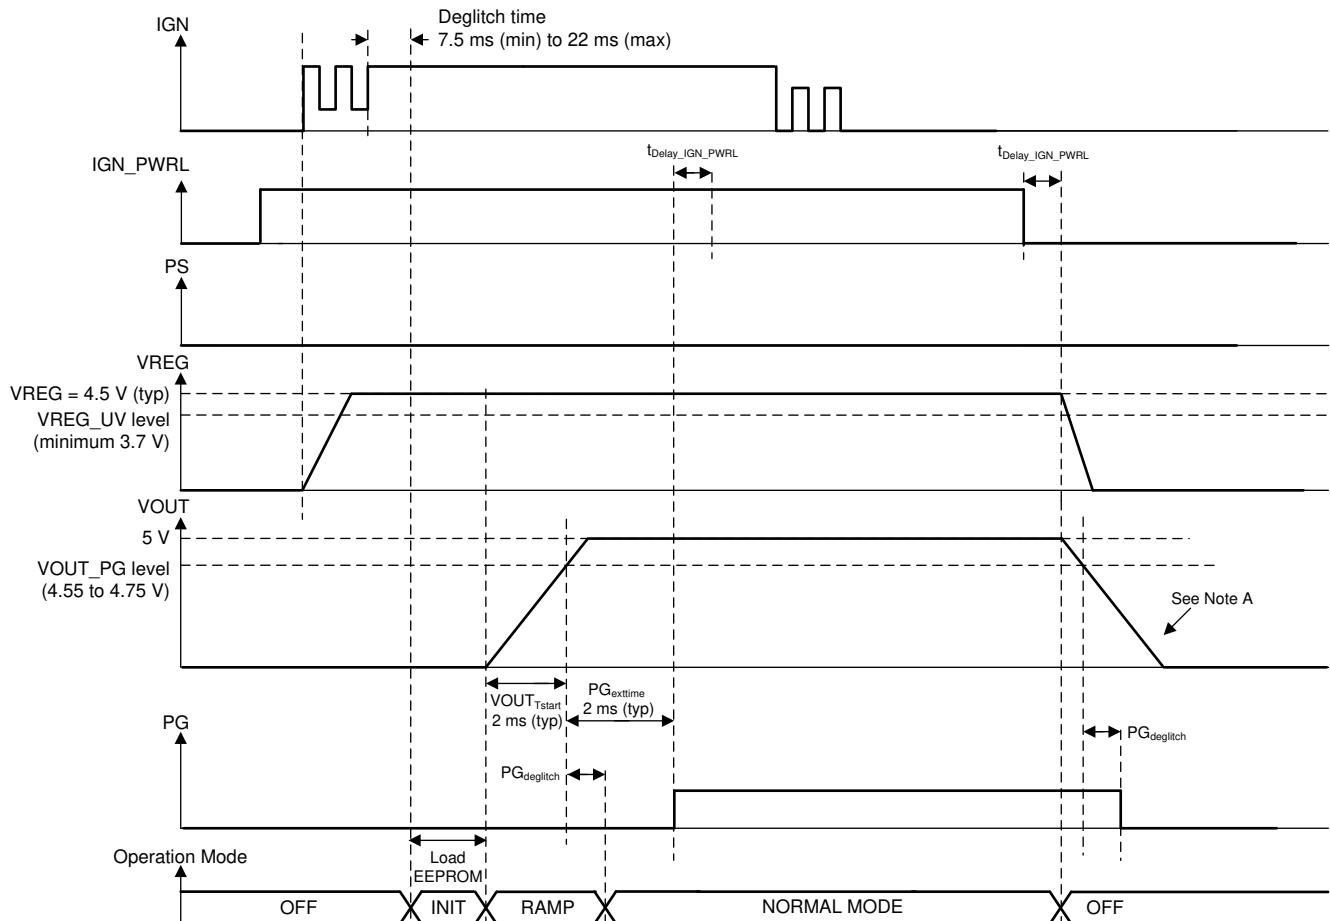 IGN
Deglitch time
7.5 ms (min) to 22 ms (max)
IGN_PWRL
tDelay_IGN_PWRL
tDelay_IGN_PWRL
PS
VREG
VREG = 4.5 V (typ)
VREG_UV level
(minimum 3.7 V)
VOUT
5 V
VOUT_PG level
(4.55 to 4.75 V)
See Note A
VOUTTstart
2 ms (typ)
PGexttime
2 ms (typ)
PG
PGdeglitch
PGdeglitch
Operation Mode
Load
EEPROM
OFF
INIT
RAMP
NORMAL MODE
OFF